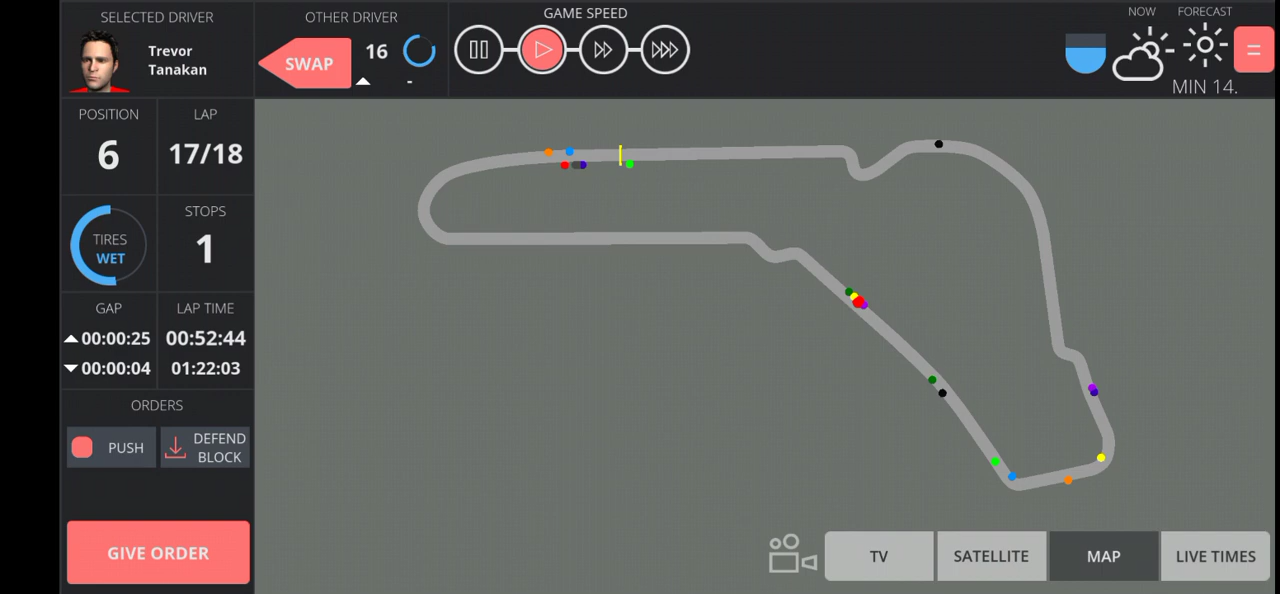 SELECTED DRIVER
Trevor
Tanakan
OTHER DRIVER
SWAP
16
-
GAME SPEED
NOW
FORECAST
MIN 14.
POSITION
6
LAP
17/18
TIRES
WET
STOPS
1
GAP
00:00:25
00:00:04
LAP TIME
00:52:44
01:22:03
ORDERS
PUSH
DEFEND
BLOCK
GIVE ORDER
TV
SATELLITE
MAP
LIVE TIMES